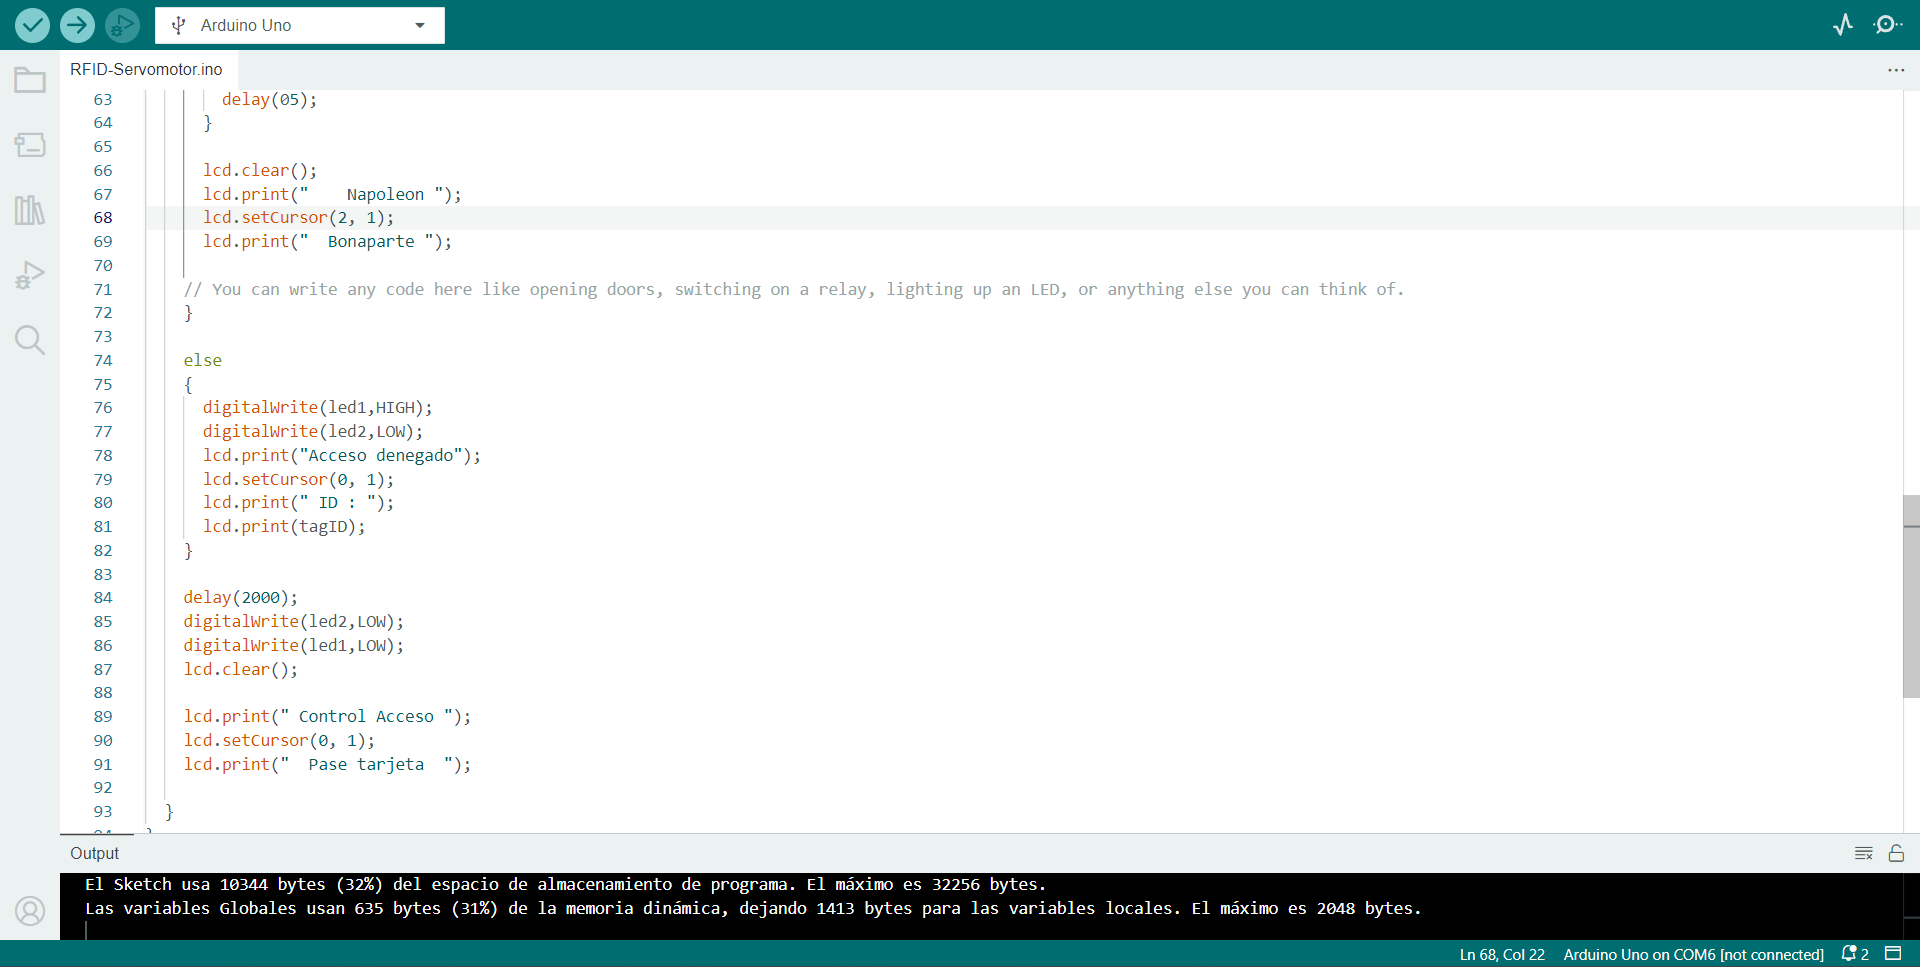 Arduino Uno
RFID-Servomotor.ino
...
63 delay(05);
64 }
65
66 lcd.clear();
67 lcd.print("    Napoleon ");
68 lcd.setCursor(2, 1);
69 lcd.print("  Bonaparte ");
70
71 // You can write any code here like opening doors, switching on a relay, lighting up an LED, or anything else you can think of.
72 }
73
74 else
75 {
76 digitalWrite(led1,HIGH);
77 digitalWrite(led2,LOW);
78 lcd.print("Acceso denegado");
79 lcd.setCursor(0, 1);
80 lcd.print(" ID : ");
81 lcd.print(tagID);
82 }
83
84 delay(2000);
85 digitalWrite(led2,LOW);
86 digitalWrite(led1,LOW);
87 lcd.clear();
88
89 lcd.print(" Control Acceso ");
90 lcd.setCursor(0, 1);
91 lcd.print("  Pase tarjeta  ");
92
93 }
Output
El Sketch usa 10344 bytes (32%) del espacio de almacenamiento de programa. El máximo es 32256 bytes.
Las variables Globales usan 635 bytes (31%) de la memoria dinámica, dejando 1413 bytes para las variables locales. El máximo es 2048 bytes.
Ln 68, Col 22 Arduino Uno on COM6 [not connected] 2